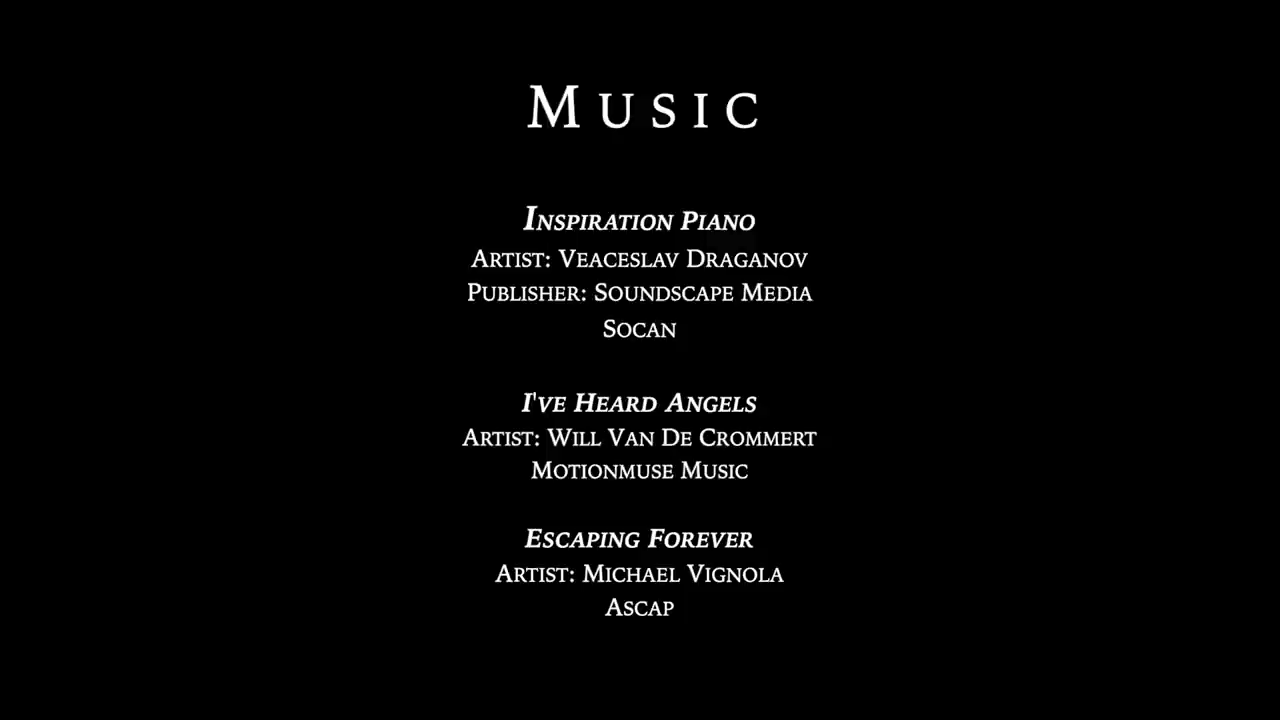 MUSIC
INSPIRATION PIANO
ARTIST: VEACESLAV DRAGANOV
PUBLISHER: SOUNDSCAPE MEDIA
SOCAN
I'VE HEARD ANGELS
ARTIST: WILL VAN DE CROMMERT
MOTIONMUSE MUSIC
ESCAPING FOREVER
ARTIST: MICHAEL VIGNOLA
ASCAP